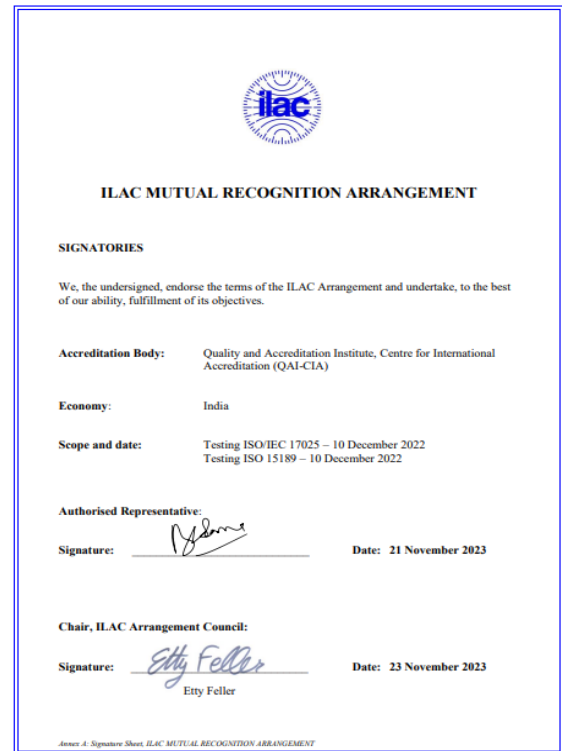 ilac
ILAC MUTUAL RECOGNITION ARRANGEMENT
SIGNATORIES
We, the undersigned, endorse the terms of the ILAC Arrangement and undertake, to the best
of our ability, fulfillment of its objectives.
Accreditation Body: Quality and Accreditation Institute, Centre for International
Accreditation (QAI-CIA)
Economy: India
Scope and date: Testing ISO/IEC 17025 – 10 December 2022
Testing ISO 15189 – 10 December 2022
Authorised Representative:
Signature: Date: 21 November 2023
Chair, ILAC Arrangement Council:
Signature: Etty Feller Date: 23 November 2023
Etty Feller
Annex A: Signature Sheet, ILAC MUTUAL RECOGNITION ARRANGEMENT